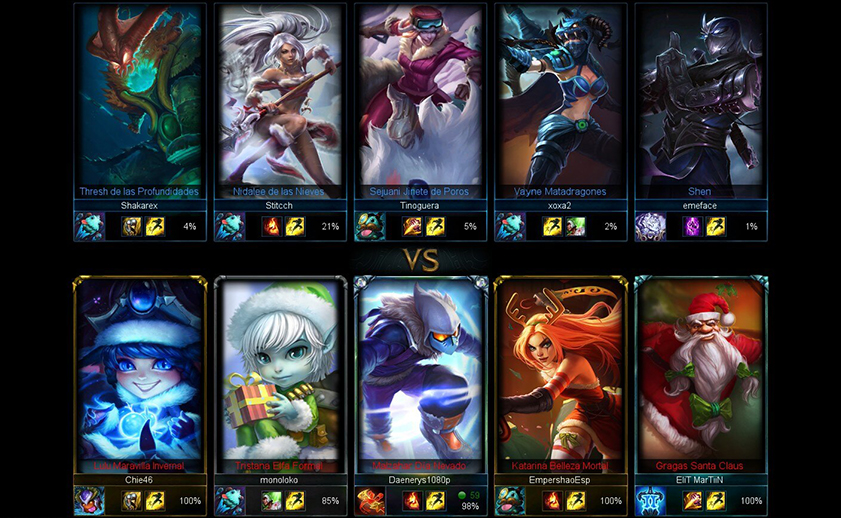 Thresh de las Profundidades
Nidalee de las Nieves
Sejuani Jinete de Poros
Vayne Matadragones
Shen
Shakarex
Stitcch
Tinoguera
xoxa2
emeface
4%
21%
5%
2%
1%
VS
Lulu Maravilla Invernal
Tristana Elfa Formal
Malzahar Día Nevado
Katarina Belleza Mortal
Gragas Santa Claus
Chie46
monoloko
Daenerys1080p
EmpershaoEsp
EliT MarTiiN
100%
85%
59
98%
100%
100%